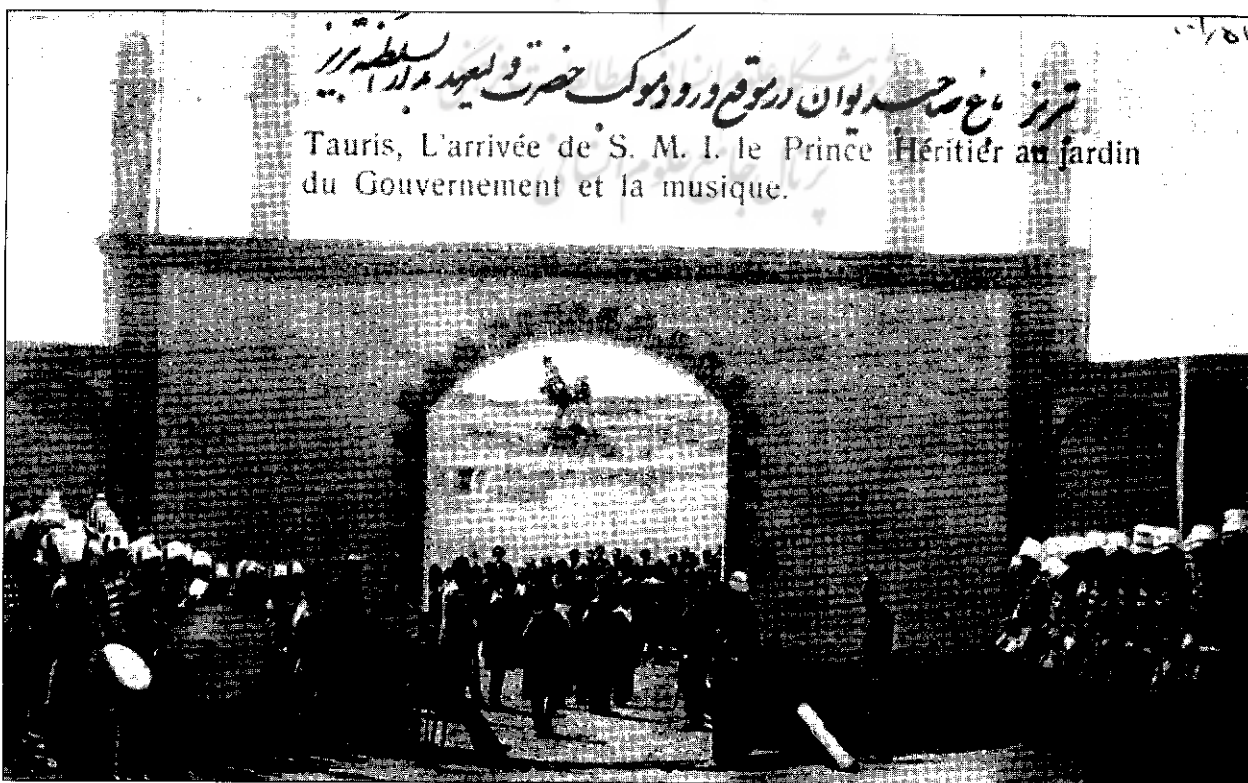 تبریز باغ صاحبدیوان در موقع ورود موکب حضرت ولیعهد بدارالسلطنه تبریز
Tauris, L'arrivée de S. M. I. le Prince Héritier au jardin
du Gouvernement et la musique.